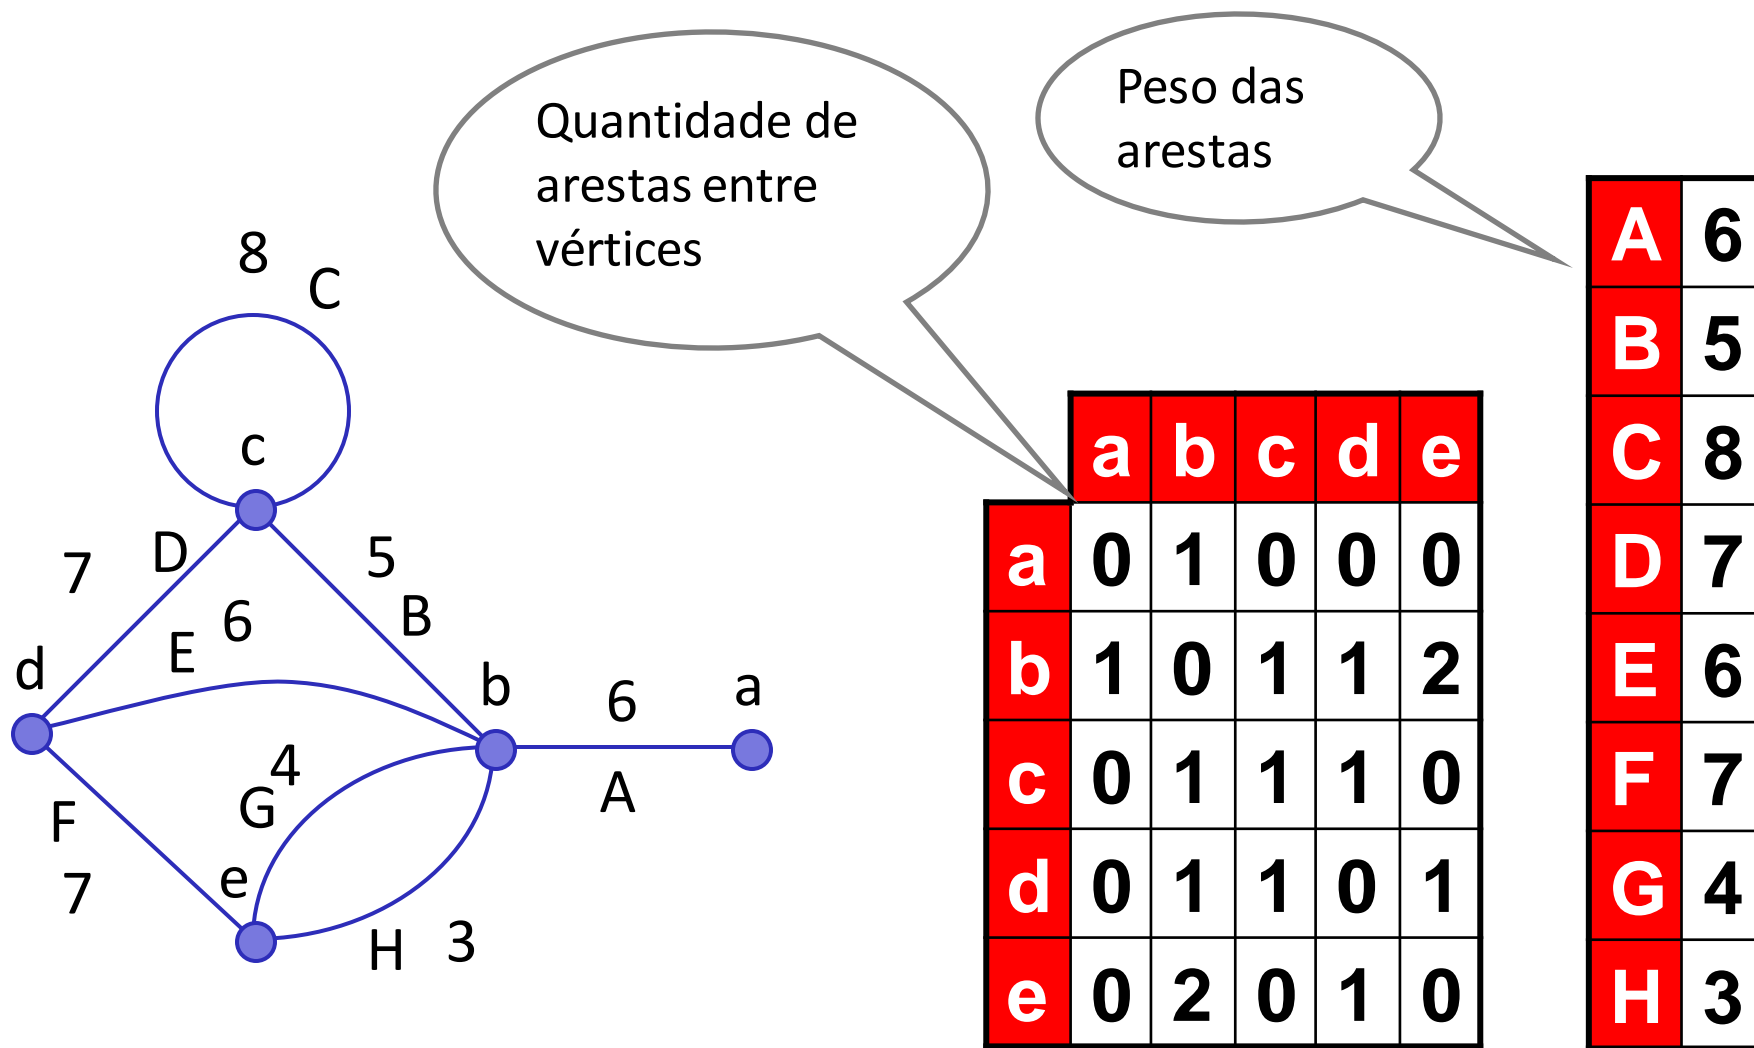 Quantidade de
arestas entre
vértices
Peso das
arestas
8
C
c
7
D
5
B
E
6
d
b
6
a
A
G
4
F
7
e
H
3
a b c d e
a 0 1 0 0 0
b 1 0 1 1 2
c 0 1 1 1 0
d 0 1 1 0 1
e 0 2 0 1 0
A 6
B 5
C 8
D 7
E 6
F 7
G 4
H 3